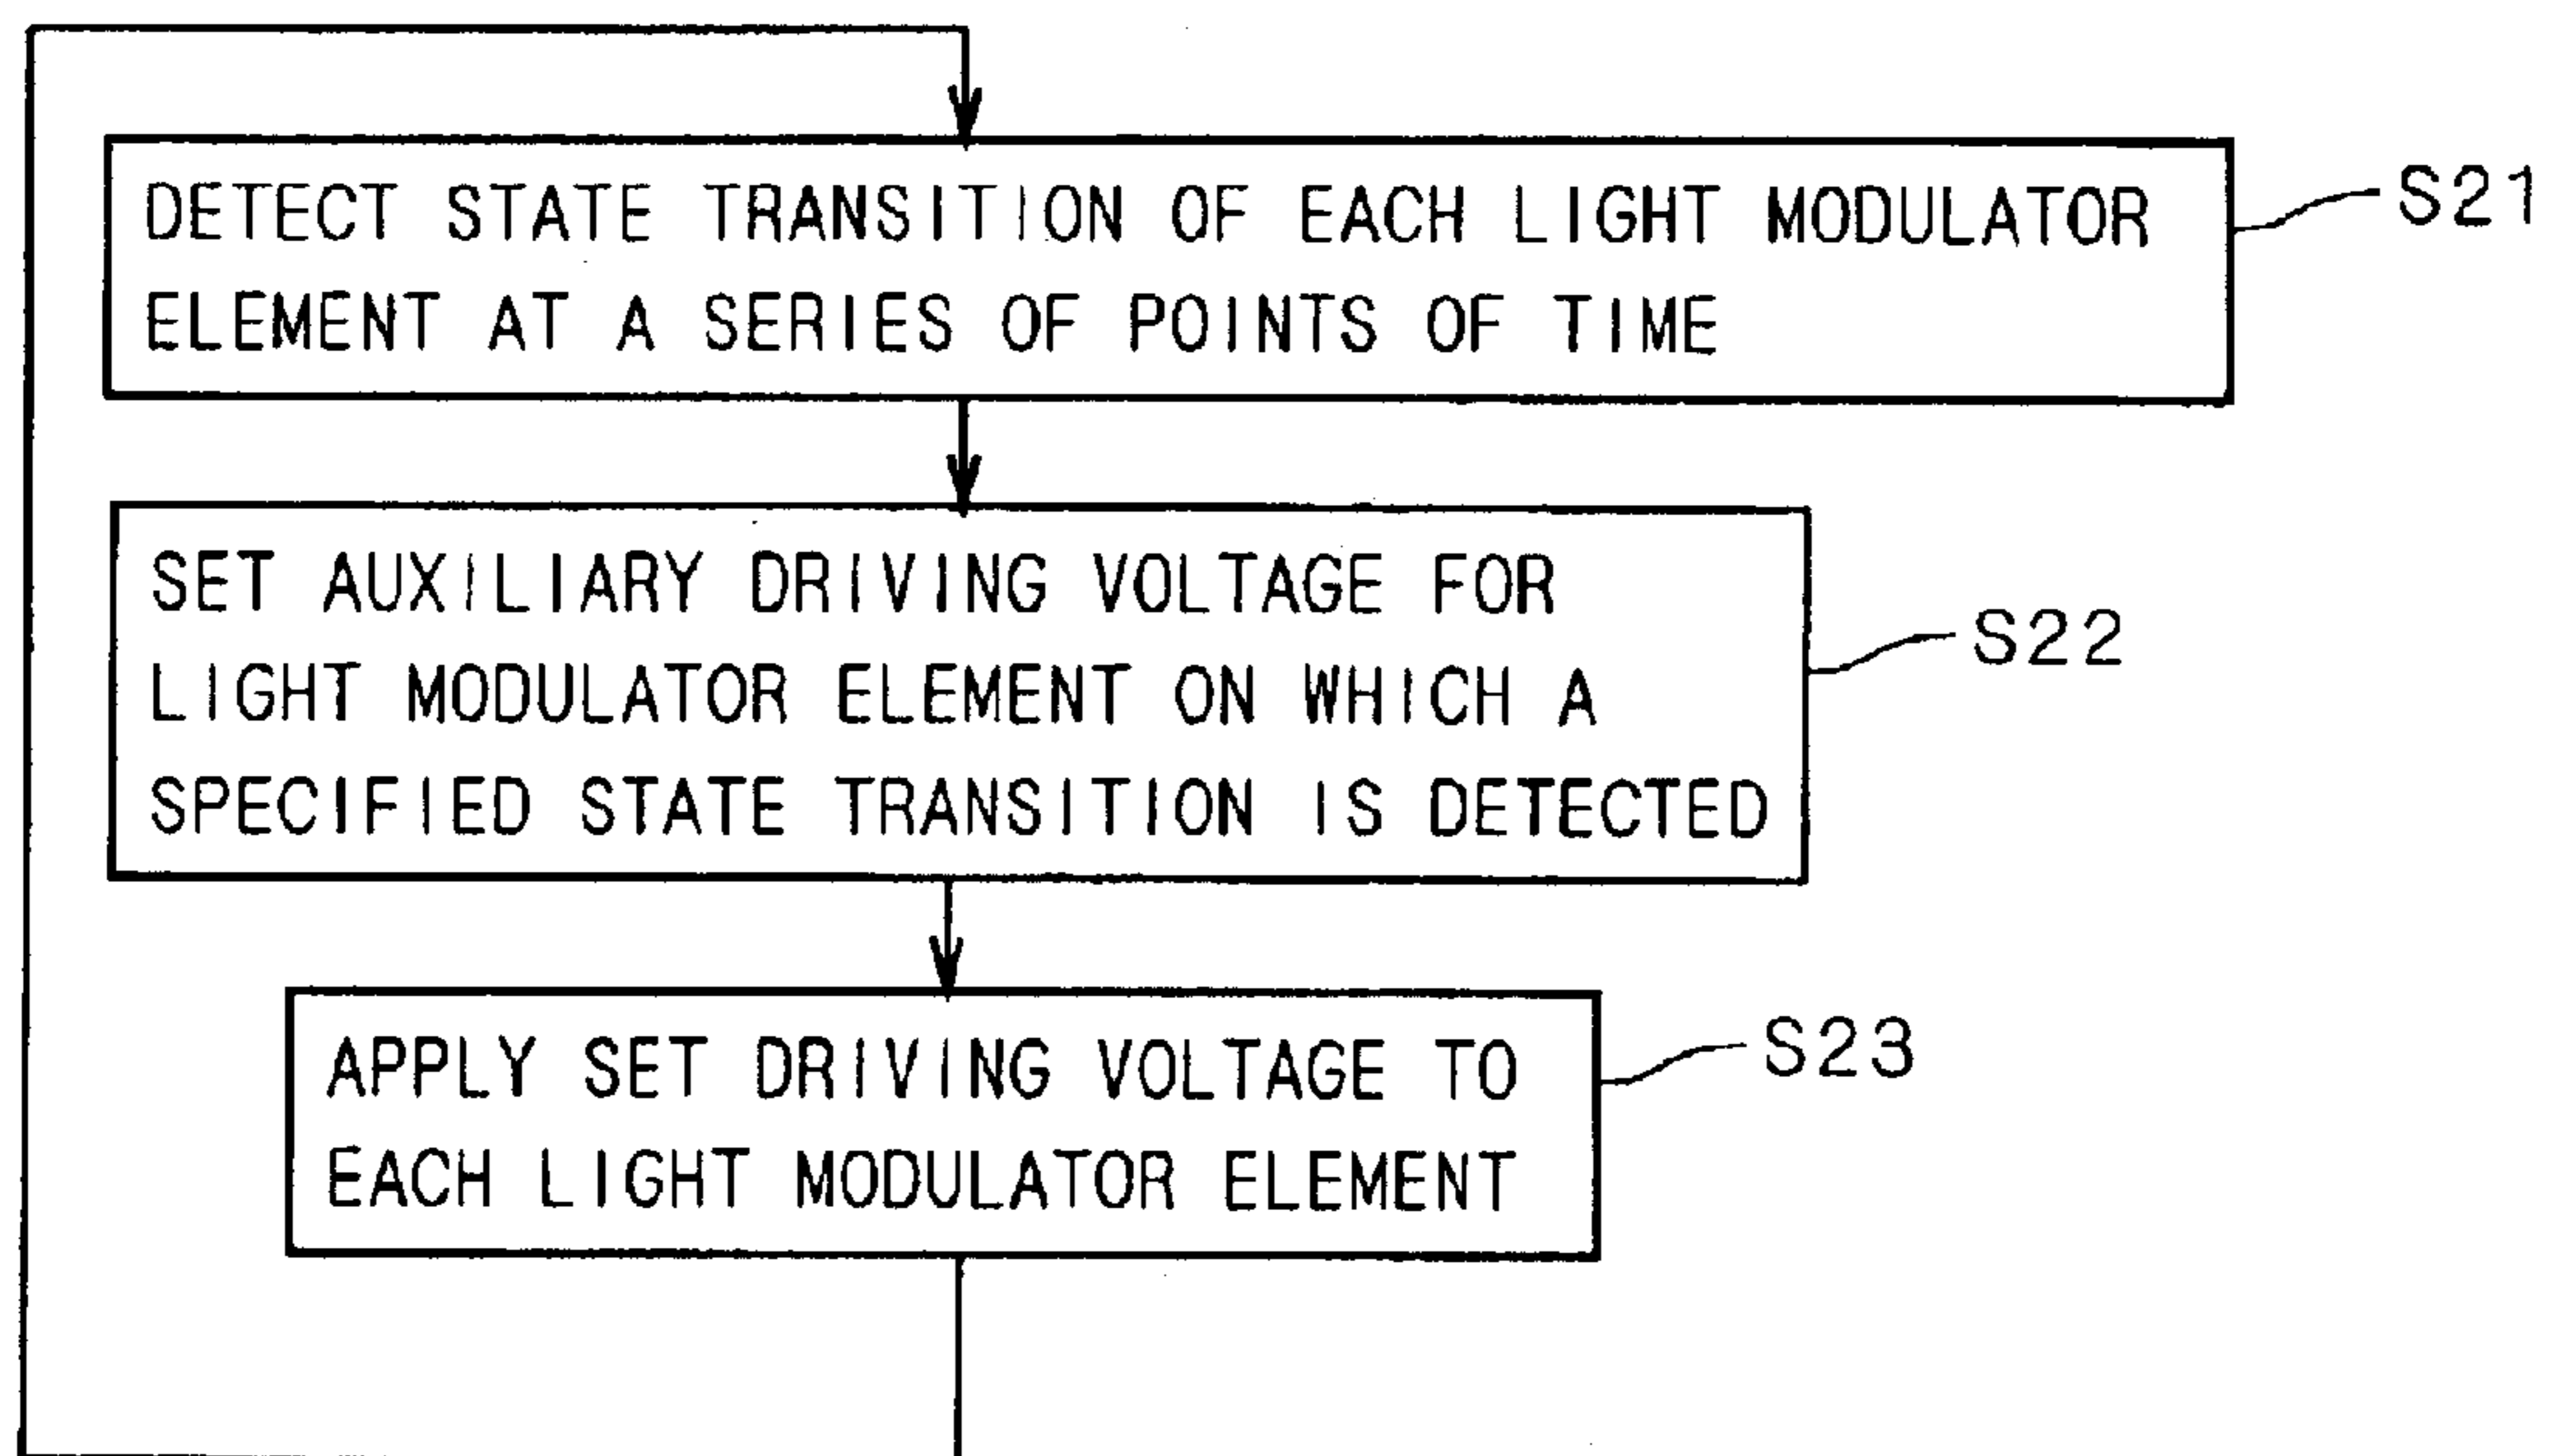 DETECT STATE TRANSITION OF EACH LIGHT MODULATOR
ELEMENT AT A SERIES OF POINTS OF TIME
S21
SET AUXILIARY DRIVING VOLTAGE FOR
LIGHT MODULATOR ELEMENT ON WHICH A
SPECIFIED STATE TRANSITION IS DETECTED
S22
APPLY SET DRIVING VOLTAGE TO
EACH LIGHT MODULATOR ELEMENT
S23